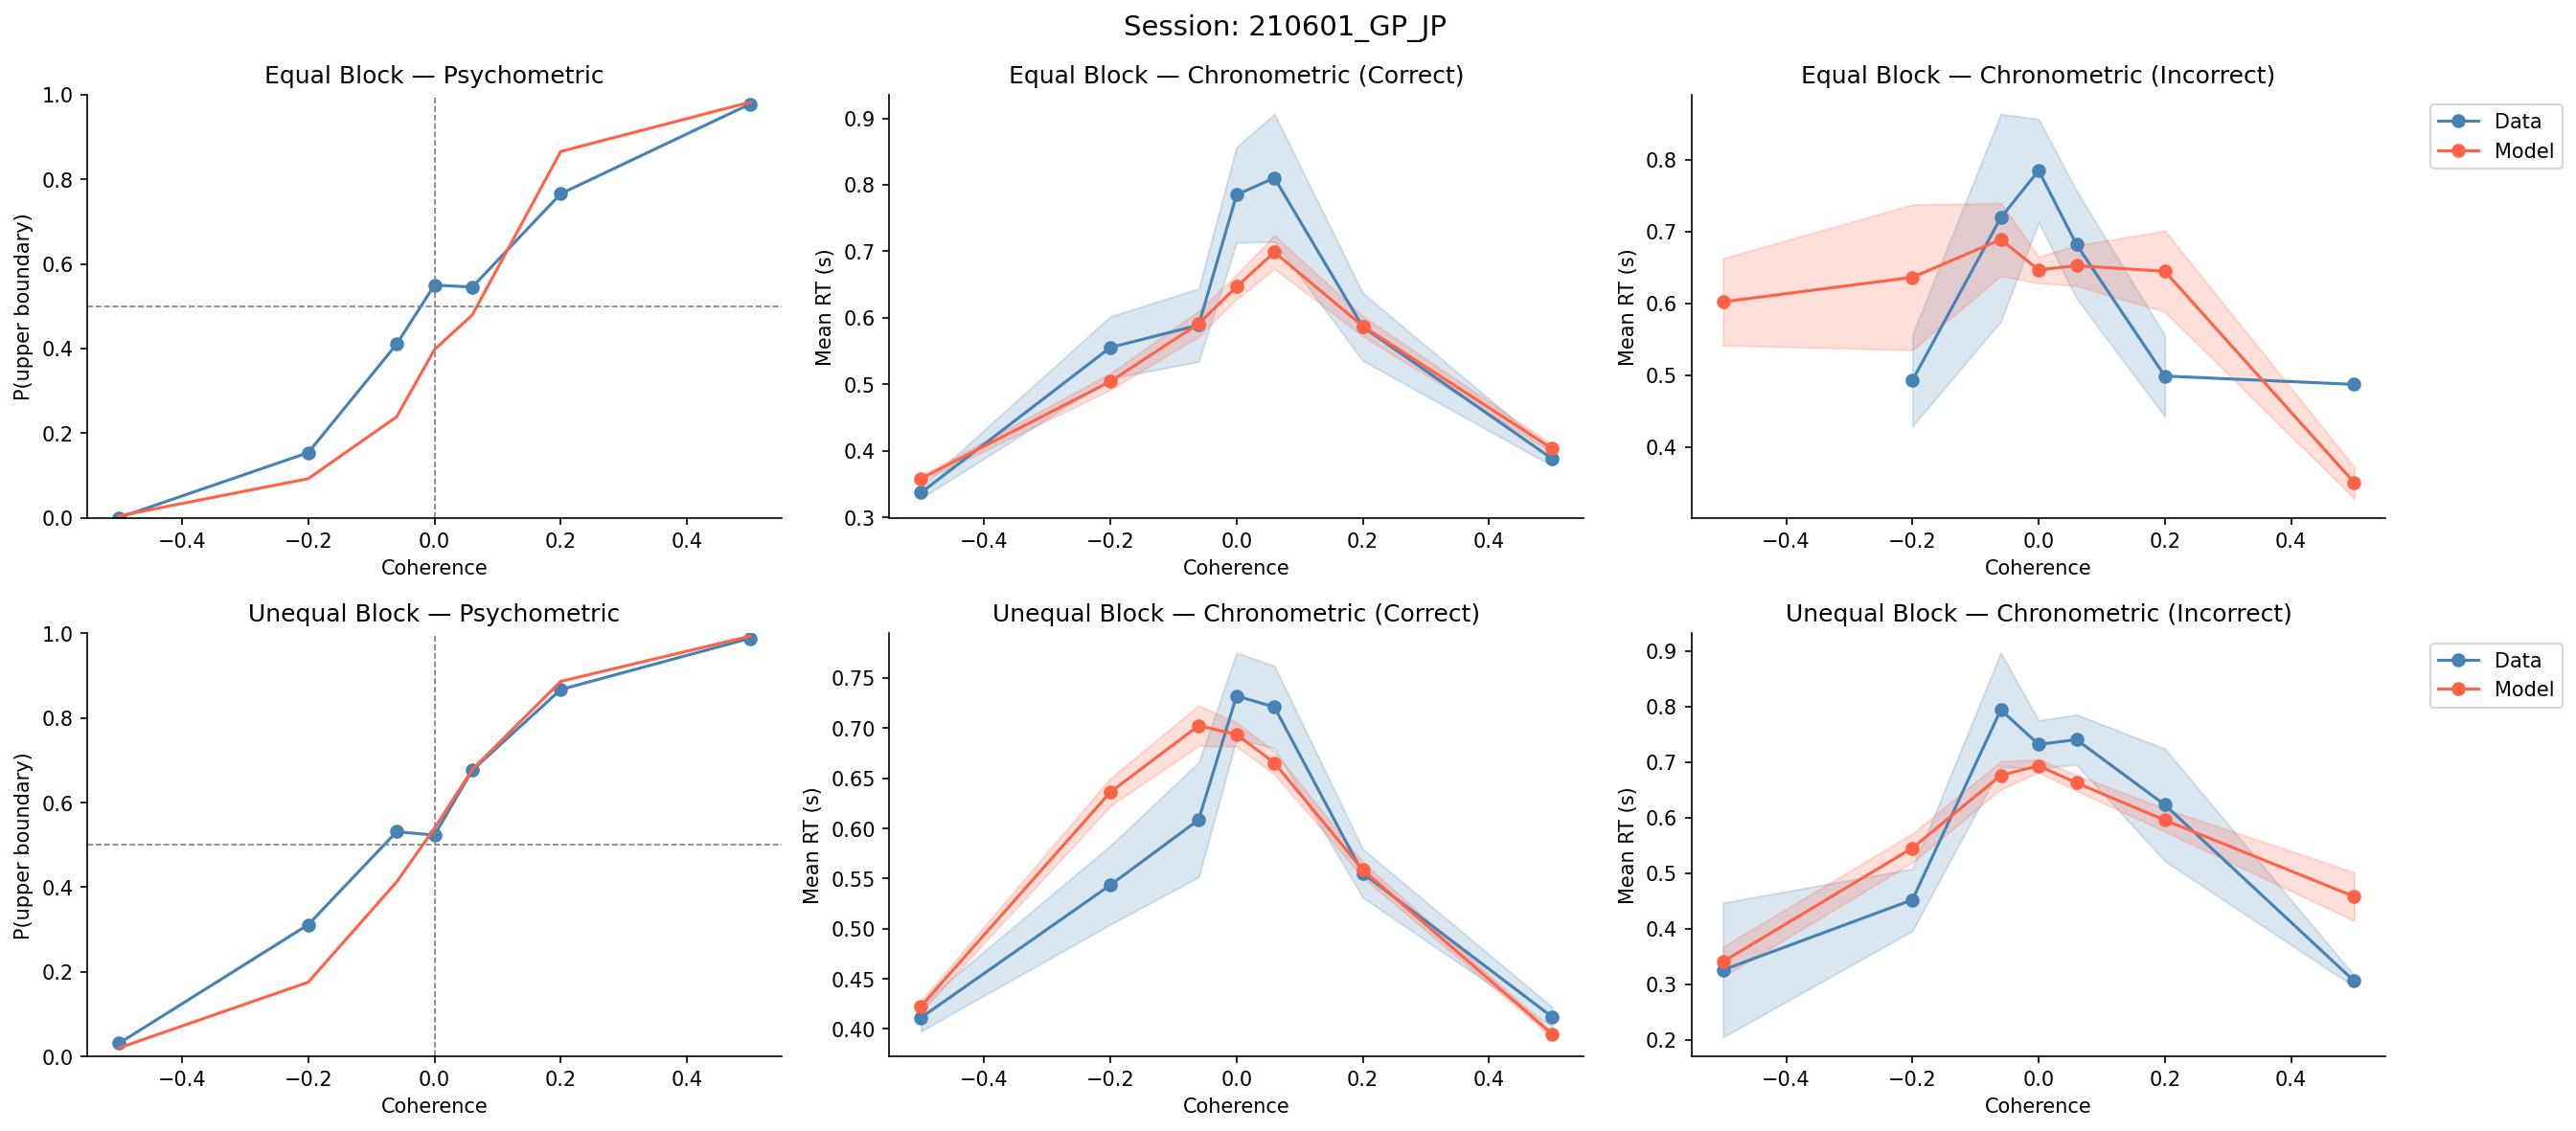 Session: 210601_GP_JP
Equal Block — Psychometric
1.0
0.8
0.6
0.4
0.2
0.0
P(upper boundary)
−0.4 −0.2 0.0 0.2 0.4
Coherence
Equal Block — Chronometric (Correct)
0.9
0.8
0.7
0.6
0.5
0.4
0.3
Mean RT (s)
−0.4 −0.2 0.0 0.2 0.4
Coherence
Equal Block — Chronometric (Incorrect)
0.8
0.7
0.6
0.5
0.4
Mean RT (s)
−0.4 −0.2 0.0 0.2 0.4
Coherence
Data
Model
Unequal Block — Psychometric
1.0
0.8
0.6
0.4
0.2
0.0
P(upper boundary)
−0.4 −0.2 0.0 0.2 0.4
Coherence
Unequal Block — Chronometric (Correct)
0.75
0.70
0.65
0.60
0.55
0.50
0.45
0.40
Mean RT (s)
−0.4 −0.2 0.0 0.2 0.4
Coherence
Unequal Block — Chronometric (Incorrect)
0.9
0.8
0.7
0.6
0.5
0.4
0.3
0.2
Mean RT (s)
−0.4 −0.2 0.0 0.2 0.4
Coherence
Data
Model